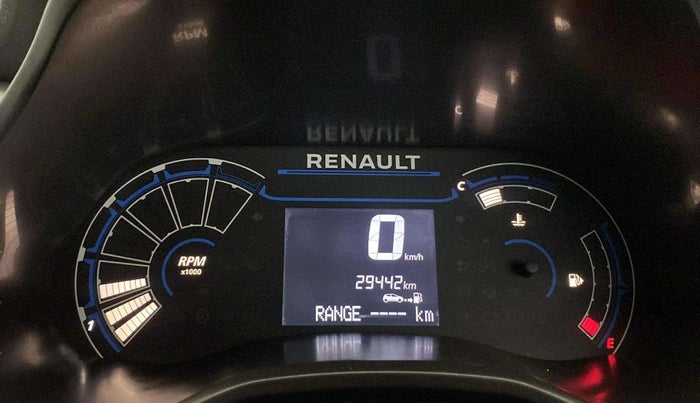 RENAULT
C
0 km/h
RPM
x1000
29442 km
RANGE ---- km
1
E